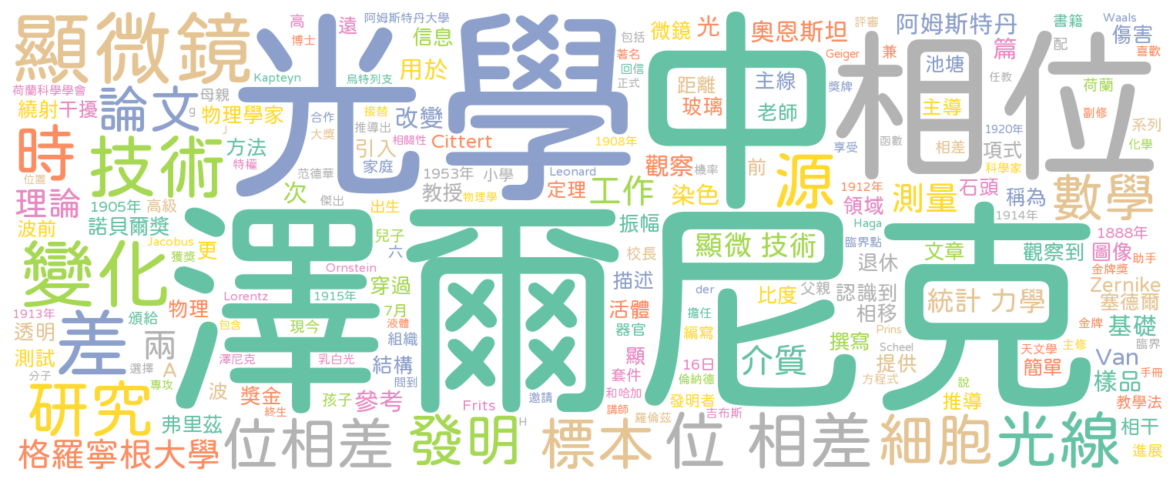 顯微鏡
光學
中
相位
澤爾尼克
阿姆斯特丹大學
高
遠
博士
信息
微鏡
光
奧恩斯坦
評審
阿姆斯特丹
Waals
書籍
傷害
包括
著名
Geiger
兼
篇
配
喜歡
Kapteyn
烏特列支
用於
回信
正式
距離
主線
池塘
任教
荷蘭
荷蘭科學學會
母親
論文
繞射
干擾
g
物理學家
接替
合作
改變
玻璃
老師
獎牌
主導
副修
推導出
大獎
相關性
Cittert
1908年
1920年
系列
時
技術
J
方法
引入
特權
家庭
觀察
機率
前
享受
函數
相差
項式
化學
科學家
位置
范德華
1953年
小學
Leonard
定理
源
1912年
石頭
數學
理論
次
教授
物理學
工作
染色
領域
測量
稱為
1914年
1905年
高級
傑出
出生
波前
諾貝爾獎
兒子
振幅
顯微 技術
Haga
臨界點
文章
1888年
觀察到
圖像
助手
Jacobus
獲獎
更
六
校長
退休
金牌獎
變化
Ornstein
穿過
描述
父親
認識到
Zernike
1913年
Lorentz
1915年
der
比度
相移
統計 力學
塞德爾
物理
7月
活體
擔任
透明
頒給
包含
現今
液體
組織
器官
編寫
Prins
撰寫
金牌
基礎
臨界
測試
差
兩
澤尼克
乳白光
結構
顯
16日
介質
Scheel
提供
天文學
主修
分子
選擇
A
問到
套件
倫納德
方程式
簡單
Van
手冊
研究
專攻
波
獎金
孩子
參考
邀請
和哈加
發明者
說
樣品
教學法
弗里茲
終生
Frits
講師
吉布斯
推導
相干
格羅寧根大學
位相差
發明
H
標本
羅倫茲
位 相差
細胞
光線
進展